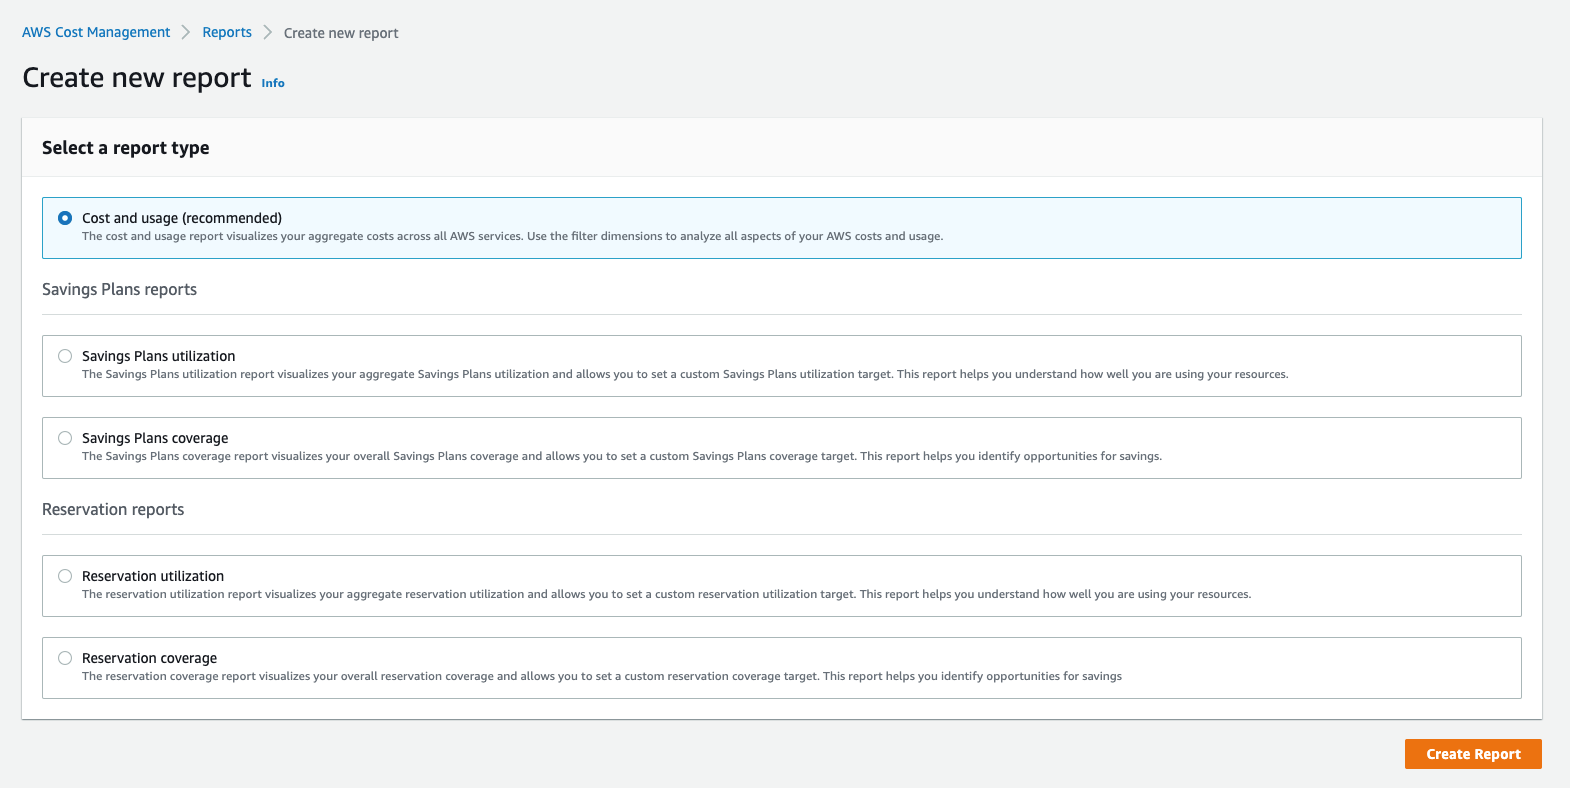 AWS Cost Management Reports Create new report
Create new report Info
Select a report type
Cost and usage (recommended)
The cost and usage report visualizes your aggregate costs across all AWS services. Use the filter dimensions to analyze all aspects of your AWS costs and usage.
Savings Plans reports
Savings Plans utilization
The Savings Plans utilization report visualizes your aggregate Savings Plans utilization and allows you to set a custom Savings Plans utilization target. This report helps you understand how well you are using your resources.
Savings Plans coverage
The Savings Plans coverage report visualizes your overall Savings Plans coverage and allows you to set a custom Savings Plans coverage target. This report helps you identify opportunities for savings.
Reservation reports
Reservation utilization
The reservation utilization report visualizes your aggregate reservation utilization and allows you to set a custom reservation utilization target. This report helps you understand how well you are using your resources.
Reservation coverage
The reservation coverage report visualizes your overall reservation coverage and allows you to set a custom reservation coverage target. This report helps you identify opportunities for savings
Create Report